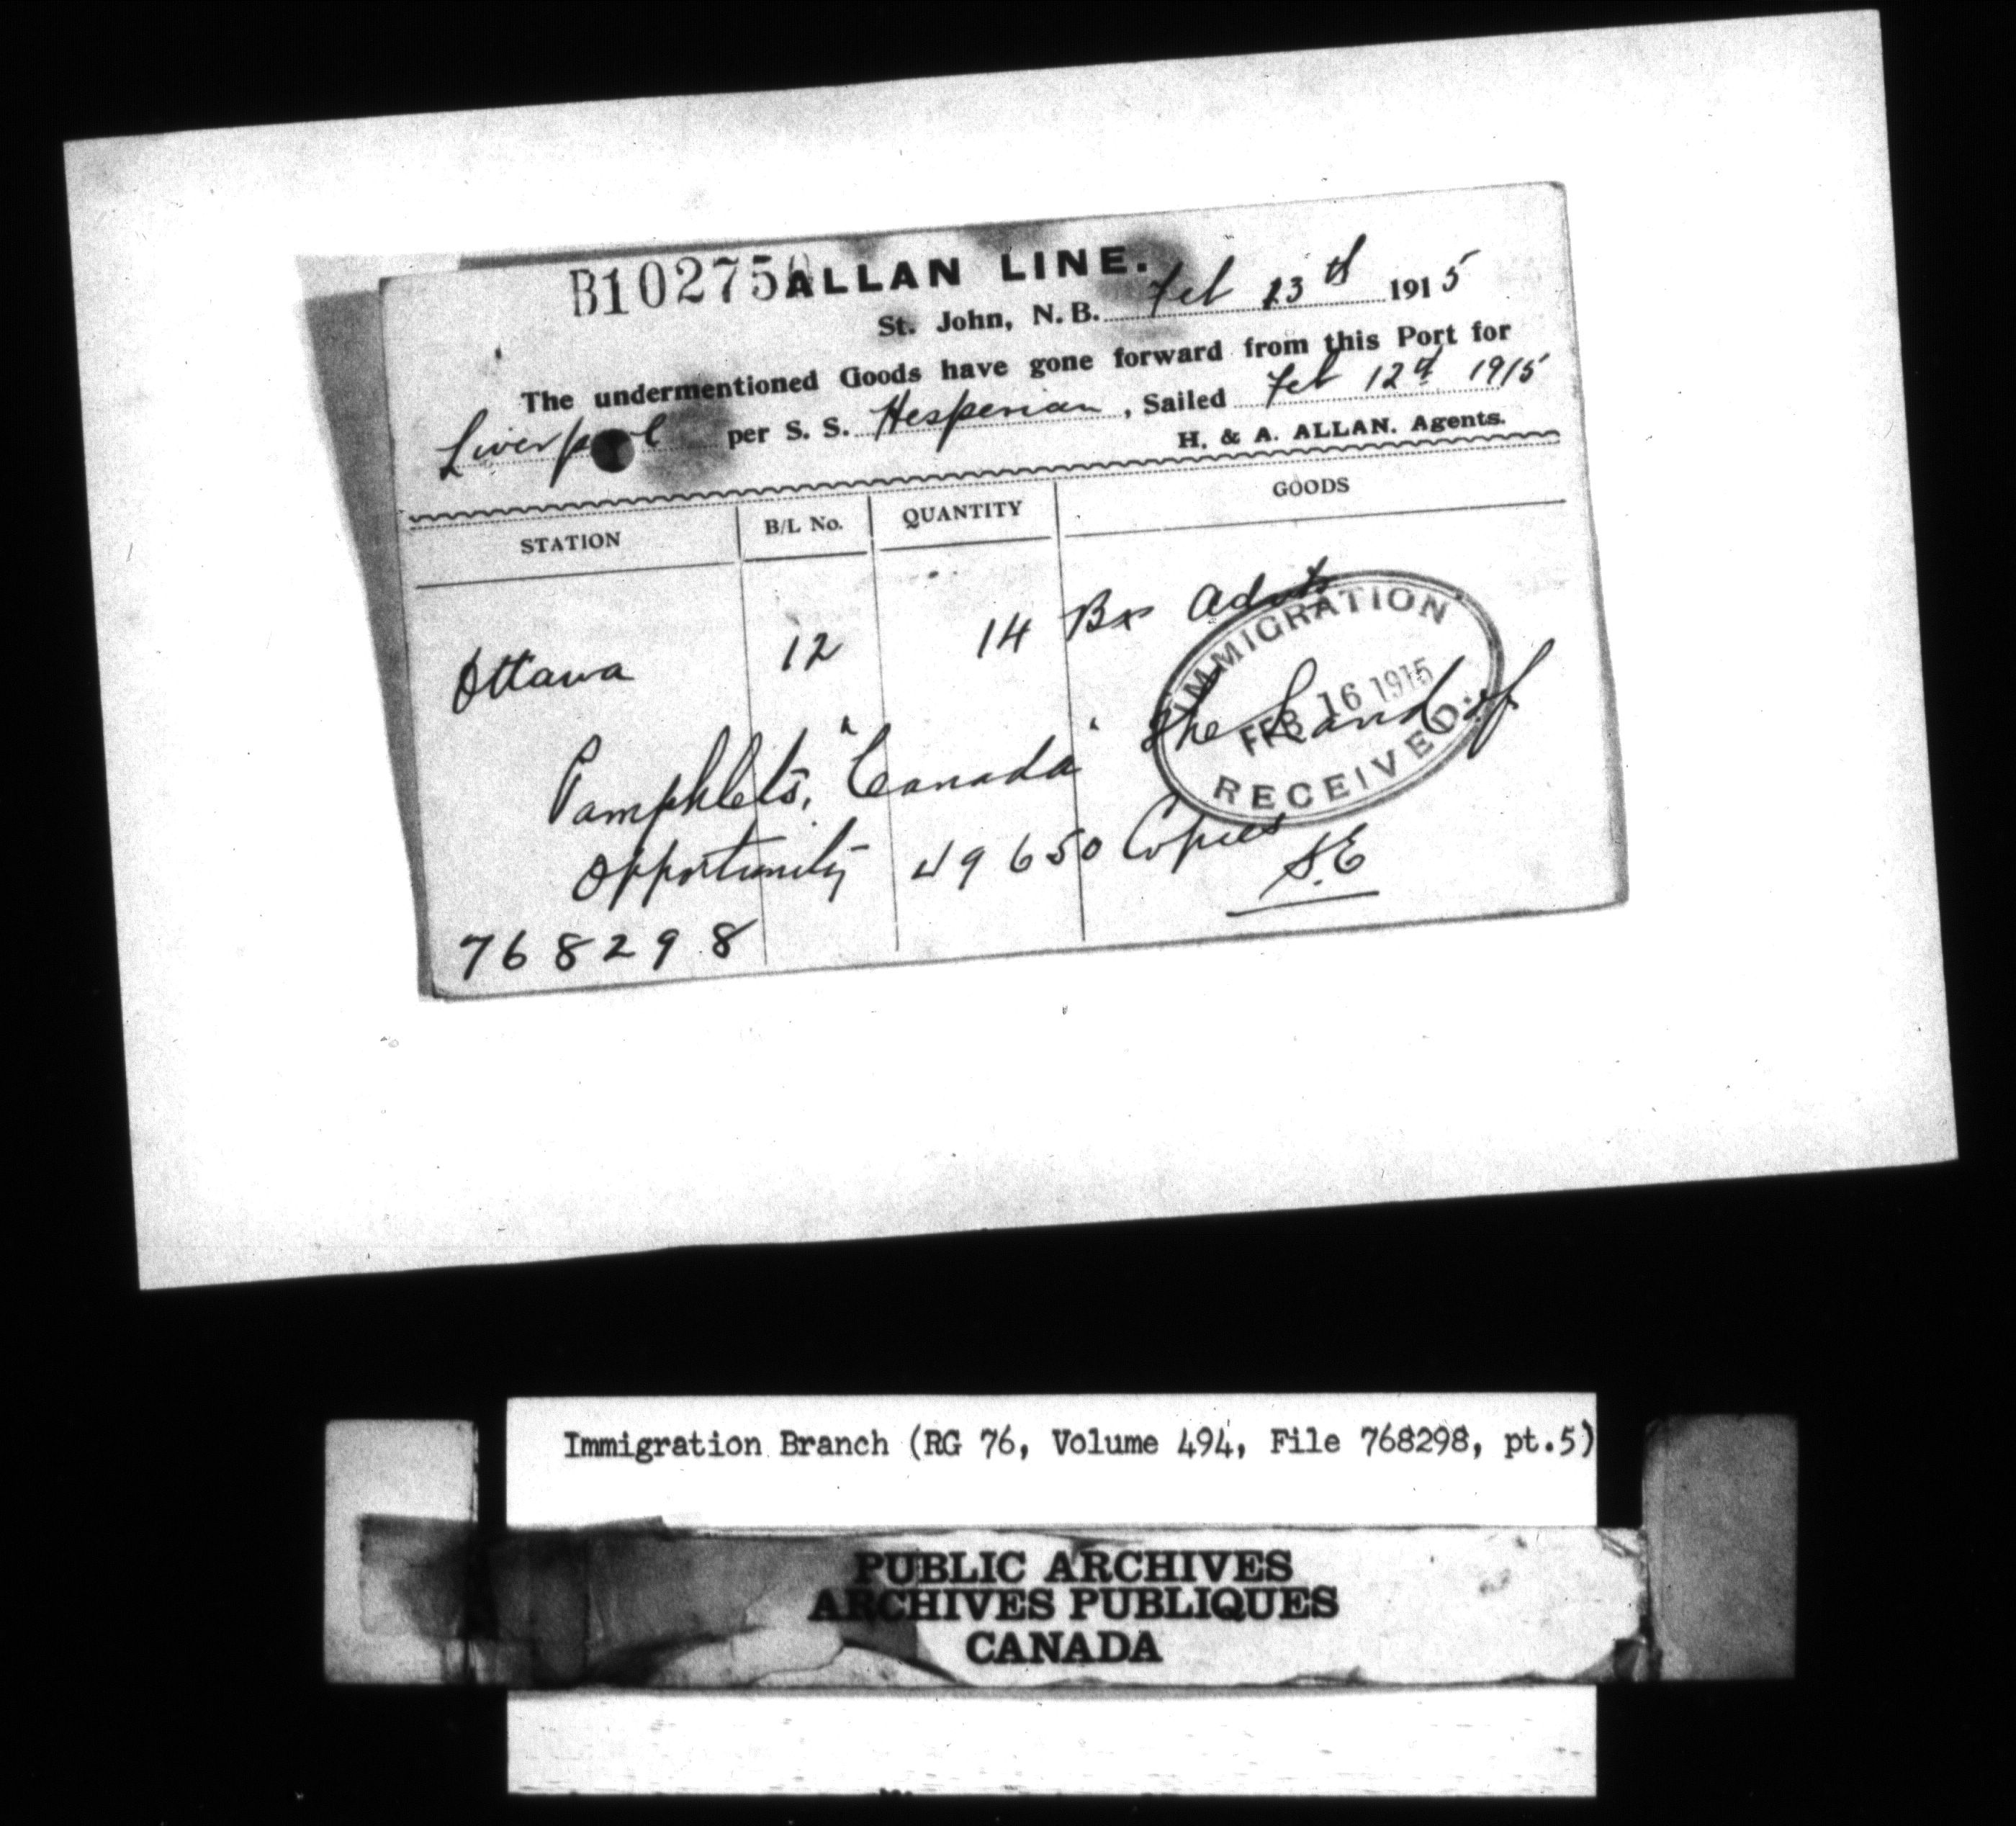 B10275
ALLAN LINE.
St. John, N. B. Feb 13th 1915
The undermentioned Goods have gone forward from this Port for
Liverpool per S. S. Hesperian, Sailed Feb 12th 1915
H. & A. ALLAN. Agents.
STATION B/L No. QUANTITY GOODS
Ottawa 12 14 Bx Advts
IMMIGRATION
FEB 16 1915
RECEIVED.
Pamphlets, "Canada" the Land of
Opportunity 49650 Copies
S.E
768298
Immigration Branch (RG 76, Volume 494, File 768298, pt.5)
PUBLIC ARCHIVES
ARCHIVES PUBLIQUES
CANADA